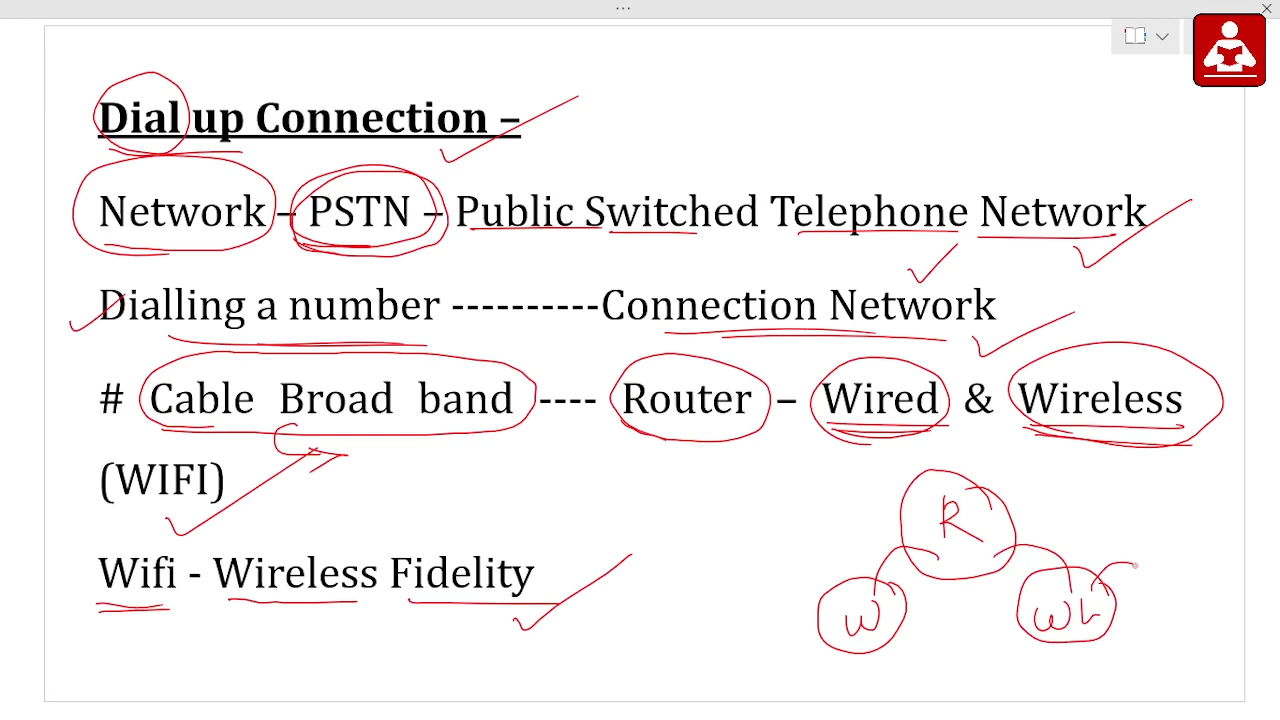 Dial up Connection –
Network – PSTN – Public Switched Telephone Network
Dialling a number ----------Connection Network
# Cable Broad band ---- Router – Wired & Wireless
(WIFI)
Wifi - Wireless Fidelity
R
W
WL